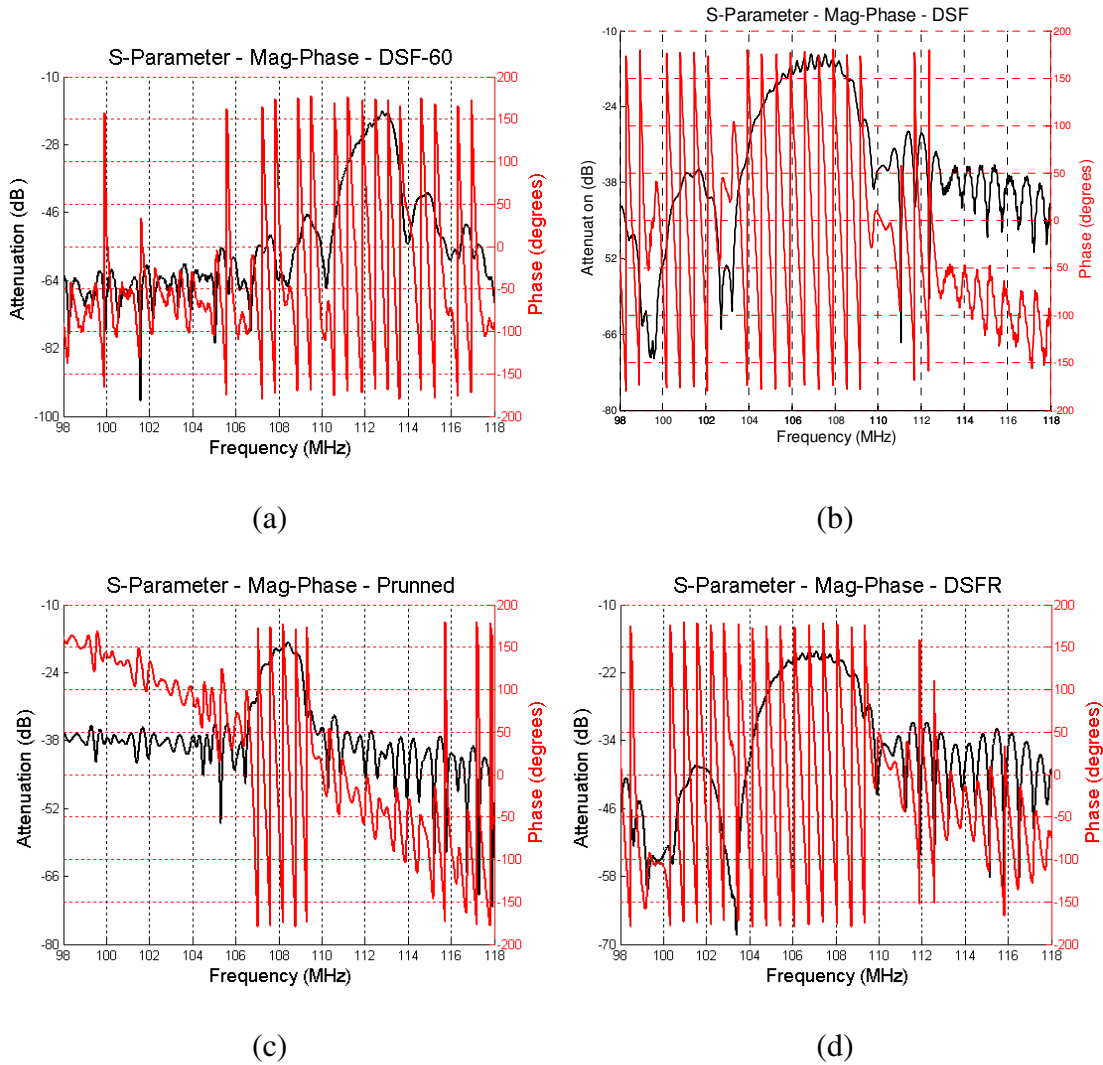 S-Parameter - Mag-Phase - DSF-60
-10
-28
-46
-64
-82
-100
Attenuation (dB )
200
150
100
50
0
-50
-100
-150
-200
Phase (degrees)
98 100 102 104 106 108 110 112 114 116 118
Frequency (MHz)
(a)
S-Parameter - Mag-Phase - DSF
-10
-24
-38
-52
-66
-80
Attenuation (dB)
200
150
100
50
0
-50
-100
-150
-200
Phase (degrees)
98 100 102 104 106 108 110 112 114 116 118
Frequency (MHz)
(b)
S-Parameter - Mag-Phase - Prunned
-10
-24
-38
-52
-66
-80
Attenuation (dB)
200
150
100
50
0
-50
-100
-150
-200
Phase (degrees)
98 100 102 104 106 108 110 112 114 116 118
Frequency (MHz)
(c)
S-Parameter - Mag-Phase - DSFR
-10
-22
-34
-46
-58
-70
Attenuation (dB)
200
150
100
50
0
-50
-100
-150
-200
Phase (degrees)
98 100 102 104 106 108 110 112 114 116 118
Frequency (MHz)
(d)